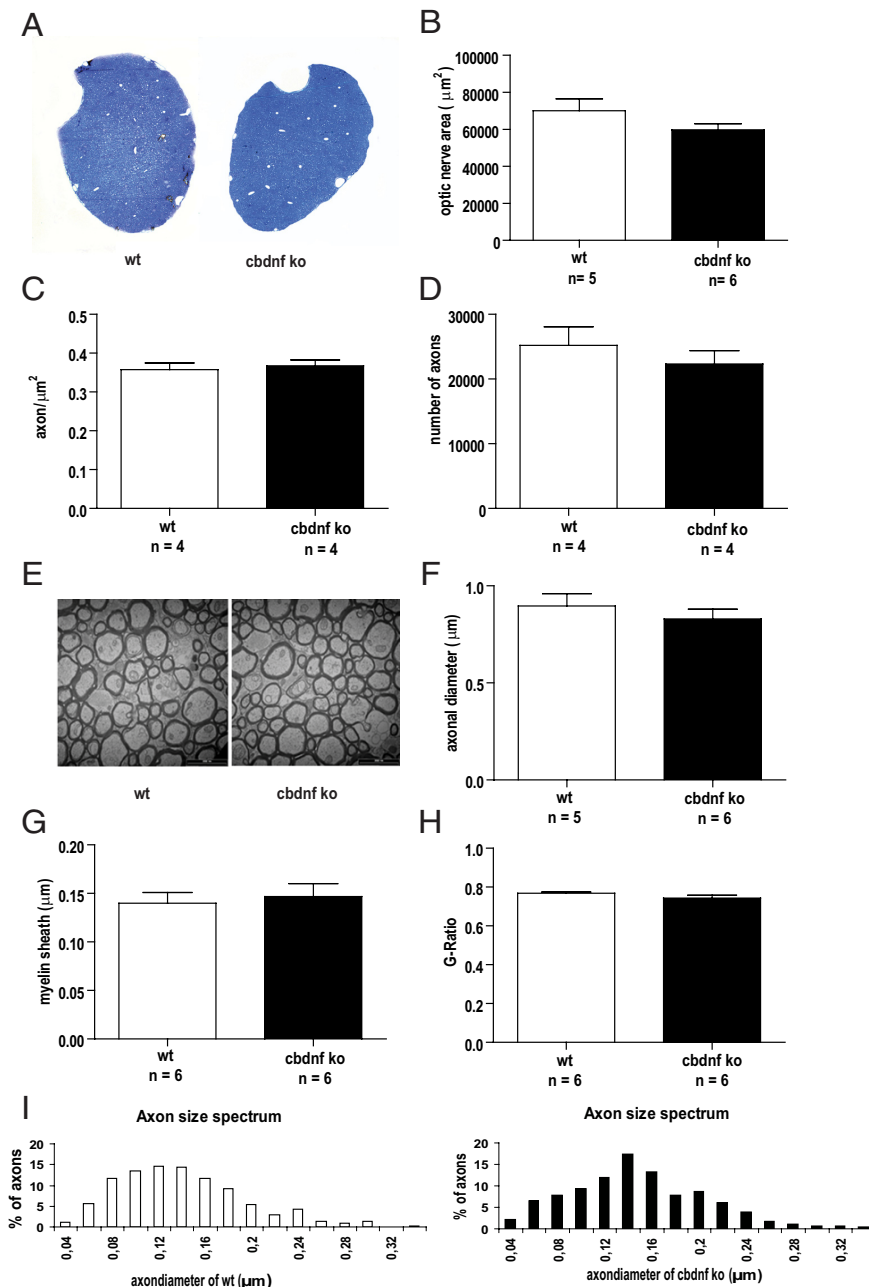 A
wt
cbdnf ko
B
optic nerve area ( μm²)
100000
80000
60000
40000
20000
0
wt
n= 5
cbdnf ko
n= 6
C
axon/μm²
0.5
0.4
0.3
0.2
0.1
0.0
wt
n = 4
cbdnf ko
n = 4
D
number of axons
30000
20000
10000
0
wt
n = 4
cbdnf ko
n = 4
E
wt
cbdnf ko
F
axonal diameter ( μm)
1.0
0.5
0.0
wt
n = 5
cbdnf ko
n = 6
G
myelin sheath (μm)
0.20
0.15
0.10
0.05
0.00
wt
n = 6
cbdnf ko
n = 6
H
G-Ratio
1.0
0.8
0.6
0.4
0.2
0.0
wt
n = 6
cbdnf ko
n = 6
I
Axon size spectrum
% of axons
20
15
10
5
0
0,04
0,08
0,12
0,16
0,2
0,24
0,28
0,32
axondiameter of wt (μm)
Axon size spectrum
% of axons
20
15
10
5
0
0,04
0,08
0,12
0,16
0,2
0,24
0,28
0,32
axondiameter of cbdnf ko (μm)